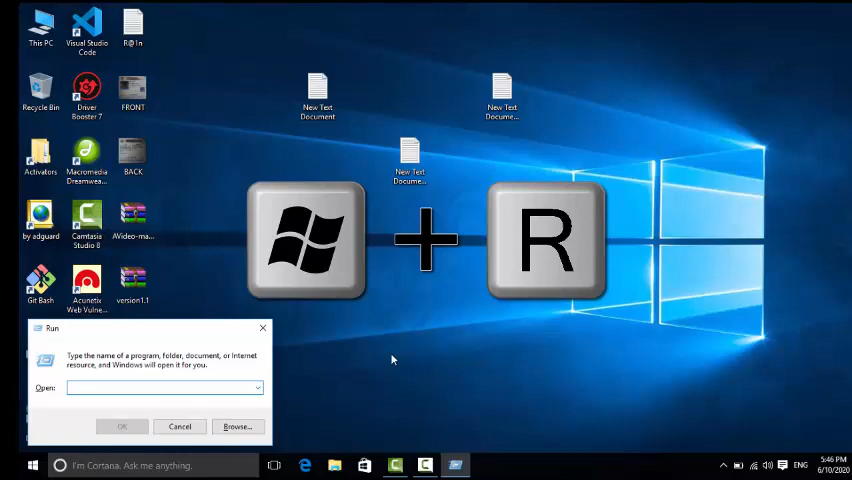 This PC
Visual Studio
Code
R@1n
Recycle Bin
Driver
Booster 7
FRONT
New Text
Document
New Text
Docume...
Activators
Macromedia
Dreamwea...
BACK
New Text
Docume...
by adguard
Camtasia
Studio 8
AVideo-ma...
R
Git Bash
Acunetix
Web Vulne...
version1.1
Run
Type the name of a program, folder, document, or Internet
resource, and Windows will open it for you.
Open:
OK
Cancel
Browse...
I'm Cortana. Ask me anything.
ENG
5:46 PM
6/10/2020